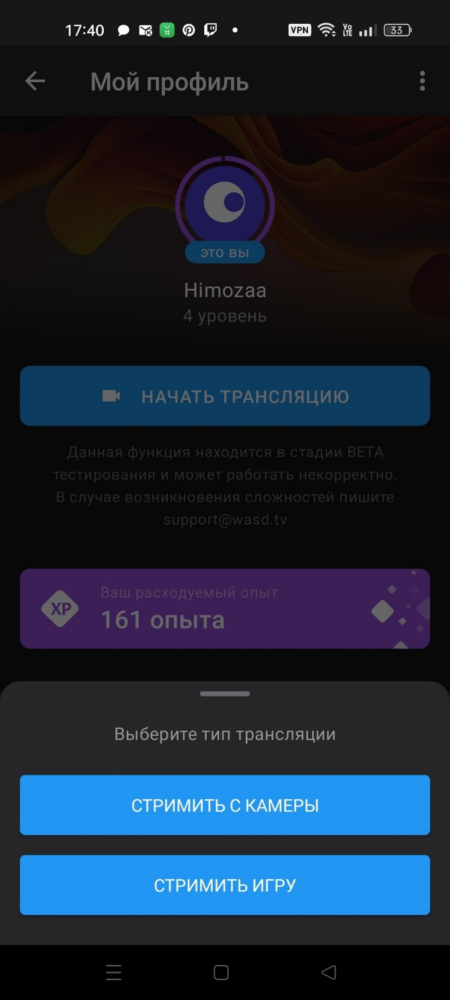 17:40 VPN Vo LTE 33
Мой профиль
это вы
Himozaa
4 уровень
НАЧАТЬ ТРАНСЛЯЦИЮ
Данная функция находится в стадии BETA
тестирования и может работать некорректно.
В случае возникновения сложностей пишите
support@wasd.tv
Ваш расходуемый опыт
XP
161 опыта
Выберите тип трансляции
СТРИМИТЬ С КАМЕРЫ
СТРИМИТЬ ИГРУ